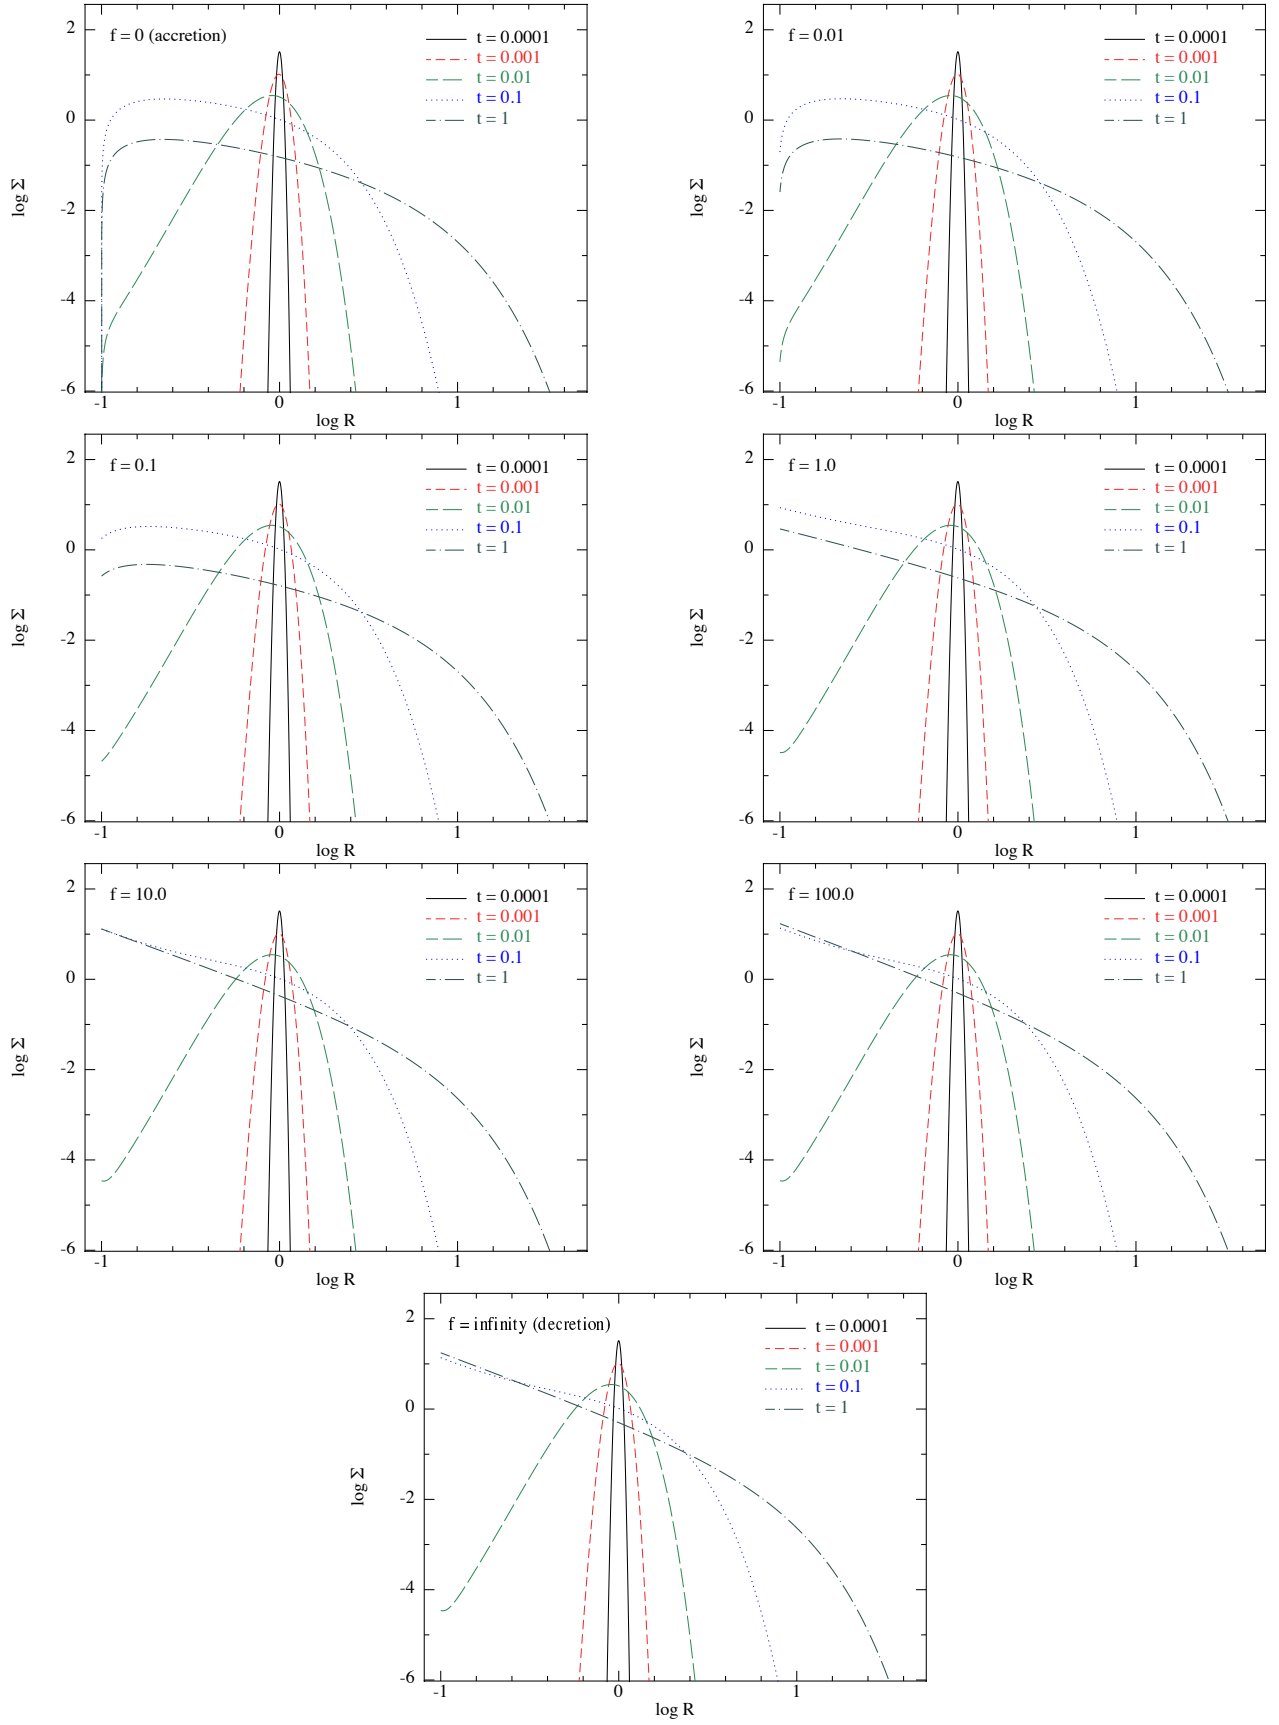 f = 0 (accretion)
t = 0.0001
t = 0.001
t = 0.01
t = 0.1
t = 1
2
0
-2
-4
-6
-1
0
1
log Σ
log R
f = 0.01
t = 0.0001
t = 0.001
t = 0.01
t = 0.1
t = 1
2
0
-2
-4
-6
-1
0
1
log Σ
log R
f = 0.1
t = 0.0001
t = 0.001
t = 0.01
t = 0.1
t = 1
2
0
-2
-4
-6
-1
0
1
log Σ
log R
f = 1.0
t = 0.0001
t = 0.001
t = 0.01
t = 0.1
t = 1
2
0
-2
-4
-6
-1
0
1
log Σ
log R
f = 10.0
t = 0.0001
t = 0.001
t = 0.01
t = 0.1
t = 1
2
0
-2
-4
-6
-1
0
1
log Σ
log R
f = 100.0
t = 0.0001
t = 0.001
t = 0.01
t = 0.1
t = 1
2
0
-2
-4
-6
-1
0
1
log Σ
log R
f = infinity (decretion)
t = 0.0001
t = 0.001
t = 0.01
t = 0.1
t = 1
2
0
-2
-4
-6
-1
0
1
log Σ
log R